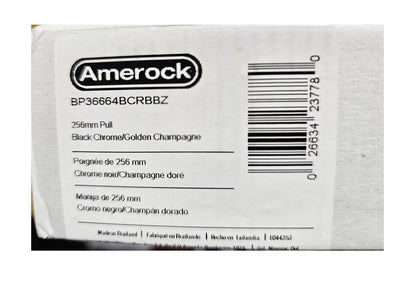 Amerock
BP36664BCRBBZ
256mm Pull
Black Chrome/Golden Champagne
Poignée de 256 mm
Chrome noir/Champagne doré
Manija de 256 mm
Cromo negro/Champán dorado
0 26634 23778 0
Made in Thailand | Fabriqué en Thaïlande | Hecho en Tailandia | 104435J